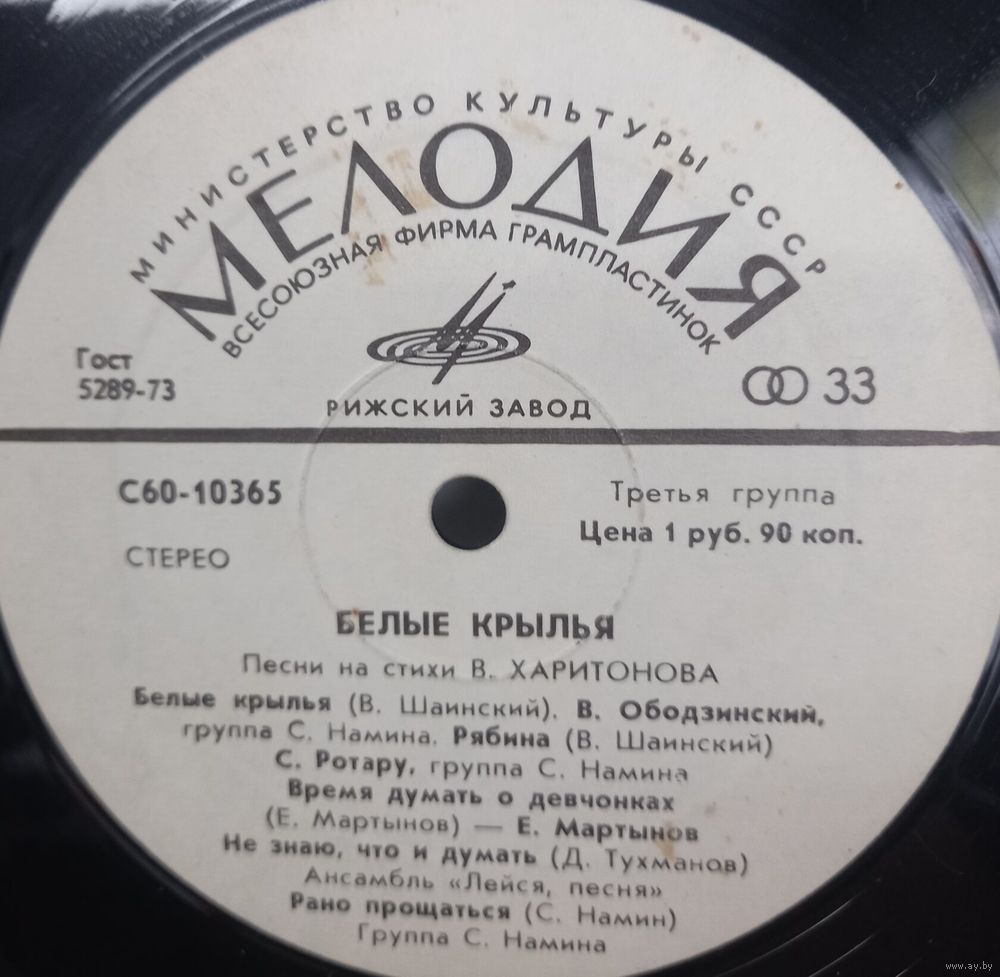 МИНИСТЕРСТВО КУЛЬТУРЫ СССР
МЕЛОДИЯ
ВСЕСОЮЗНАЯ ФИРМА ГРАМПЛАСТИНОК
Гост
5289-73
33
РИЖСКИЙ ЗАВОД
С60-10365
Третья группа
Цена 1 руб. 90 коп.
СТЕРЕО
БЕЛЫЕ КРЫЛЬЯ
Песни на стихи В. ХАРИТОНОВА
Белые крылья (В. Шаинский). В. Ободзинский,
группа С. Намина. Рябина (В. Шаинский)
С. Ротару, группа С. Намина
Время думать о девчонках
(Е. Мартынов) — Е. Мартынов
Не знаю, что и думать (Д. Тухманов)
Ансамбль «Лейся, песня»
Рано прощаться (С. Намин)
Группа С. Намина
www.ay.by